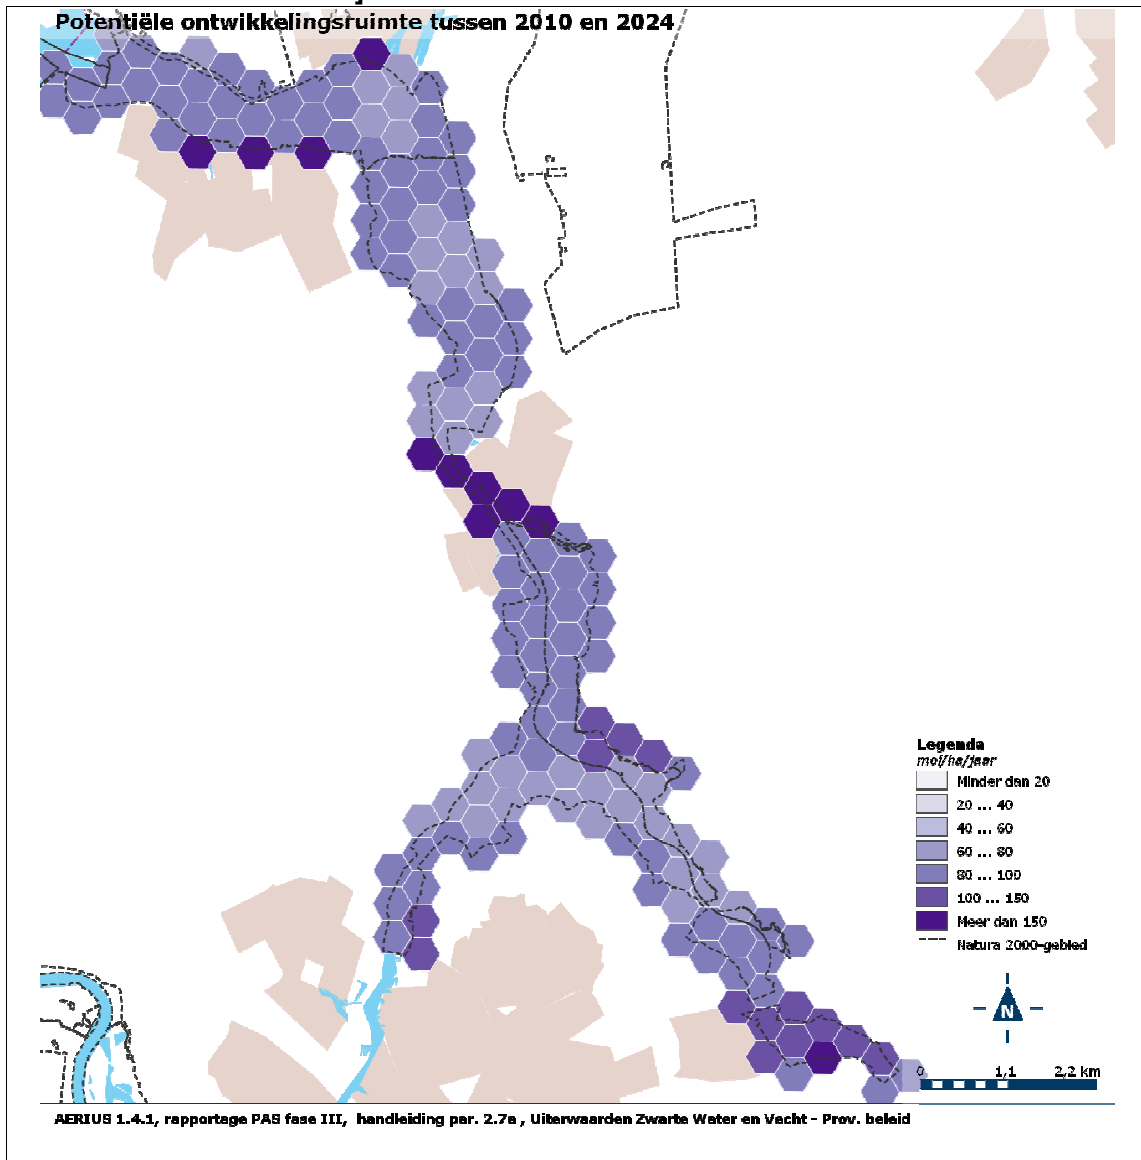 Potentiële ontwikkelingsruimte tussen 2010 en 2024
Legenda
mol/ha/jaar
Minder dan 20
20 ... 40
40 ... 60
60 ... 80
80 ... 100
100 ... 150
Meer dan 150
Natura 2000-gebied
N
0 1,1 2,2 km
AERIUS 1.4.1, rapportage PAS fase III, handleiding par. 2.7a , Uiterwaarden Zwarte Water en Vecht - Prov. beleid